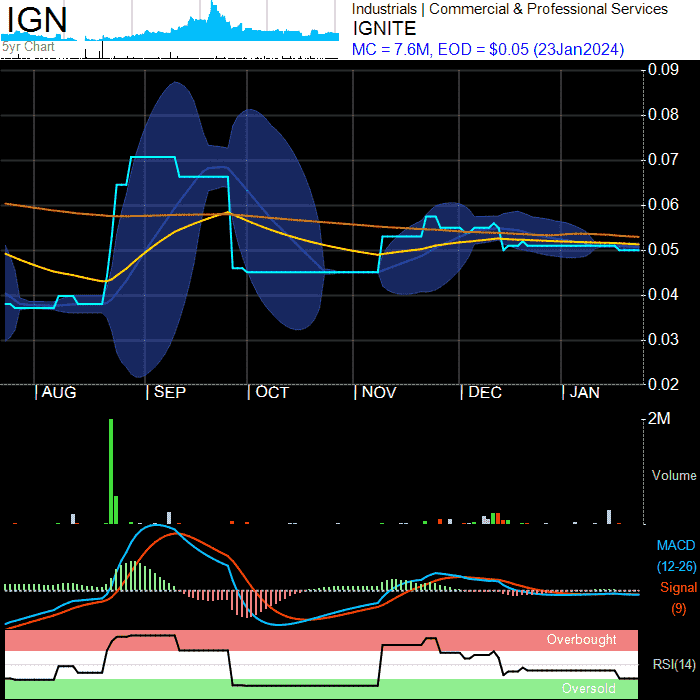 IGN
5yr Chart
Industrials | Commercial & Professional Services
IGNITE
MC = 7.6M, EOD = $0.05 (23Jan2024)
0.09
0.08
0.07
0.06
0.05
0.04
0.03
0.02
AUG SEP OCT NOV DEC JAN
2M
Volume
MACD
(12-26)
Signal
(9)
Overbought
RSI(14)
Oversold